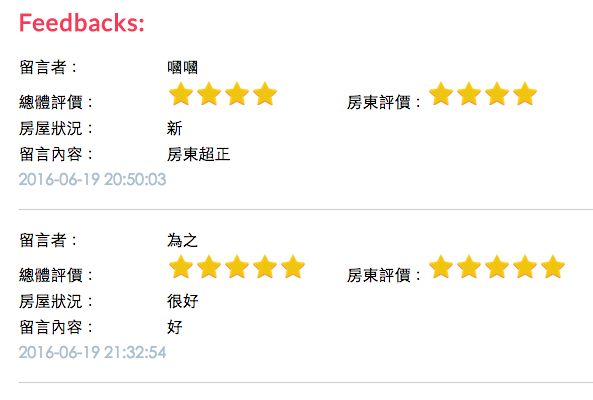 Feedbacks:
留言者： 嘓嘓
總體評價： 房東評價：
房屋狀況： 新
留言內容： 房東超正
2016-06-19 20:50:03
留言者： 為之
總體評價： 房東評價：
房屋狀況： 很好
留言內容： 好
2016-06-19 21:32:54